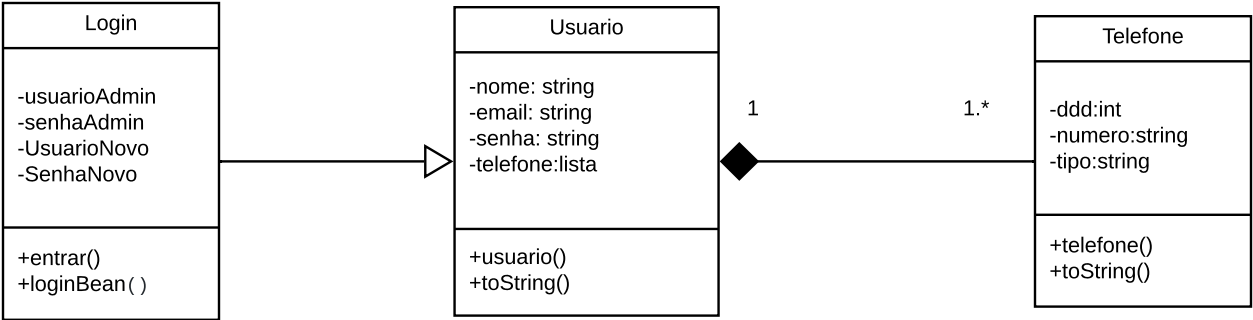 Login
-usuarioAdmin
-senhaAdmin
-UsuarioNovo
-SenhaNovo
+entrar()
+loginBean()
Usuario
-nome: string
-email: string
-senha: string
-telefone:lista
+usuario()
+toString()
1
1.*
Telefone
-ddd:int
-numero:string
-tipo:string
+telefone()
+toString()